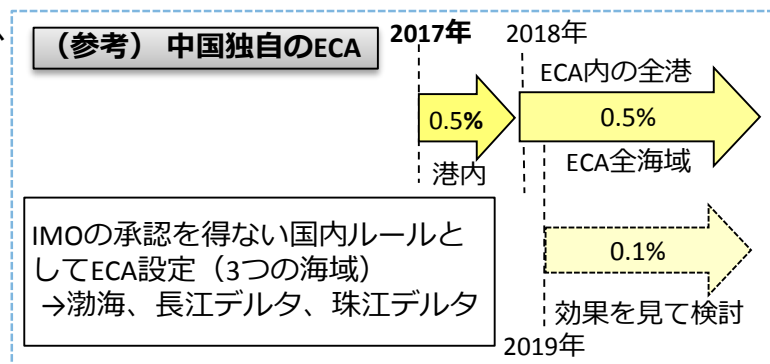 （参考） 中国独自のECA
2017年
2018年
ECA内の全港
0.5%
0.5%
港内
ECA全海域
IMOの承認を得ない国内ルールと
してECA設定（3つの海域）
→渤海、長江デルタ、珠江デルタ
0.1%
効果を見て検討
2019年